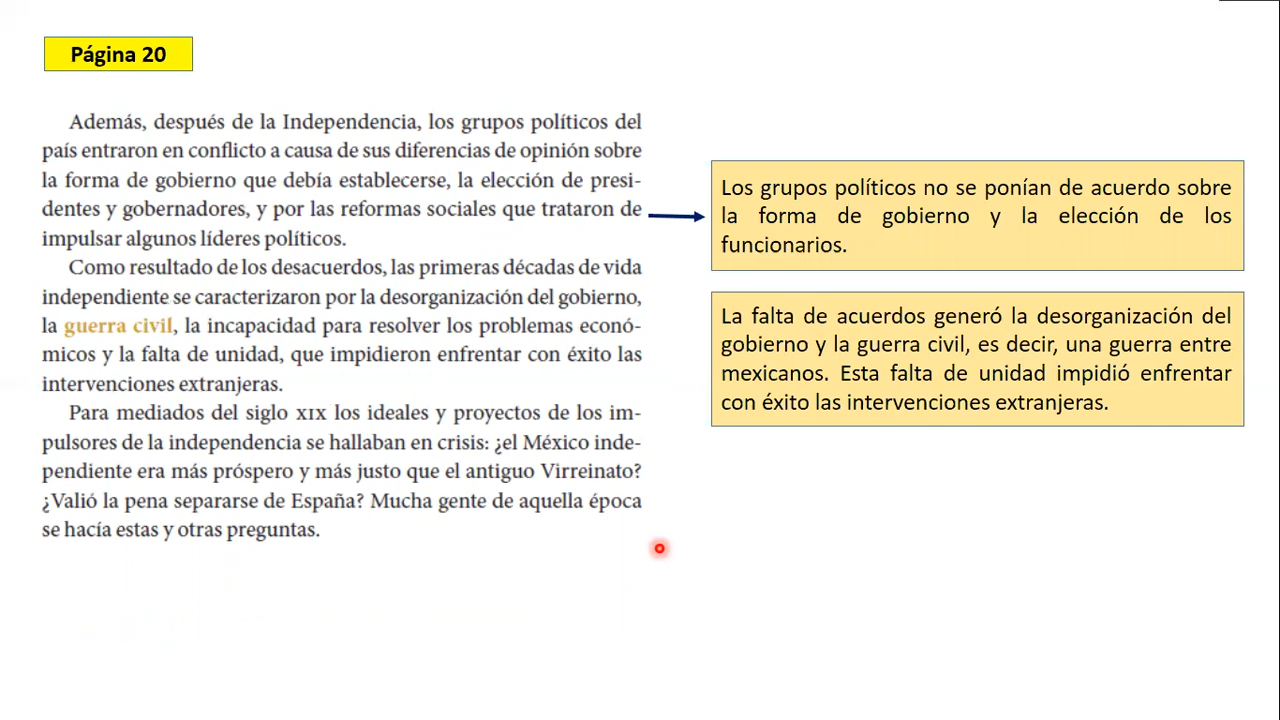 Página 20
Además, después de la Independencia, los grupos políticos del
país entraron en conflicto a causa de sus diferencias de opinión sobre
la forma de gobierno que debía establecerse, la elección de presi-
dentes y gobernadores, y por las reformas sociales que trataron de
impulsar algunos líderes políticos.
Como resultado de los desacuerdos, las primeras décadas de vida
independiente se caracterizaron por la desorganización del gobierno,
la guerra civil, la incapacidad para resolver los problemas econó-
micos y la falta de unidad, que impidieron enfrentar con éxito las
intervenciones extranjeras.
Para mediados del siglo XIX los ideales y proyectos de los im-
pulsores de la independencia se hallaban en crisis: ¿el México inde-
pendiente era más próspero y más justo que el antiguo Virreinato?
¿Valió la pena separarse de España? Mucha gente de aquella época
se hacía estas y otras preguntas.
Los grupos políticos no se ponían de acuerdo sobre
la forma de gobierno y la elección de los
funcionarios.
La falta de acuerdos generó la desorganización del
gobierno y la guerra civil, es decir, una guerra entre
mexicanos. Esta falta de unidad impidió enfrentar
con éxito las intervenciones extranjeras.